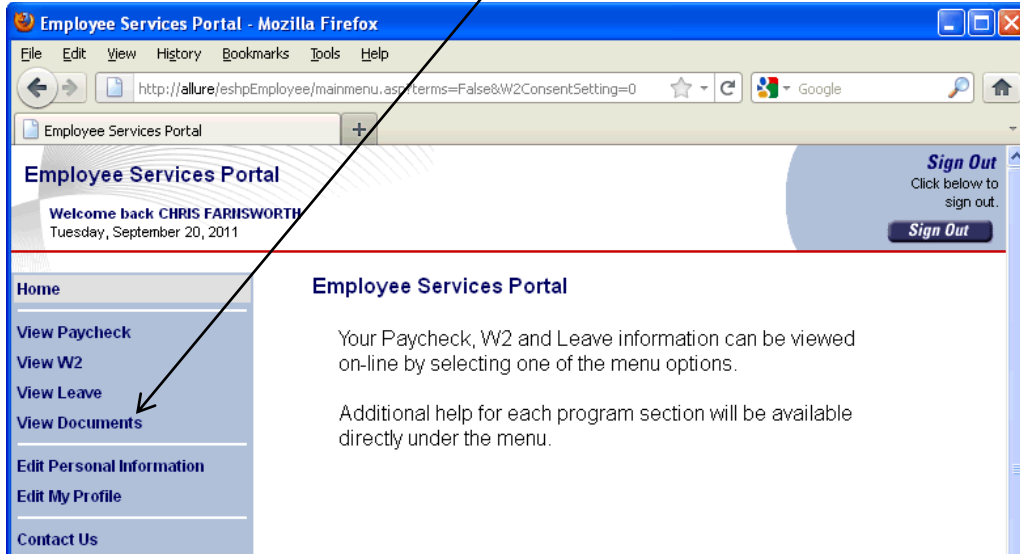 Employee Services Portal - Mozilla Firefox
File Edit View History Bookmarks Tools Help
http://allure/eshpEmployee/mainmenu.asp?terms=False&W2ConsentSetting=0 Google
Employee Services Portal
Employee Services Portal
Welcome back CHRIS FARNSWORTH
Tuesday, September 20, 2011
Sign Out
Click below to
sign out.
Sign Out
Home
View Paycheck
View W2
View Leave
View Documents
Edit Personal Information
Edit My Profile
Contact Us
Employee Services Portal
Your Paycheck, W2 and Leave information can be viewed
on-line by selecting one of the menu options.
Additional help for each program section will be available
directly under the menu.